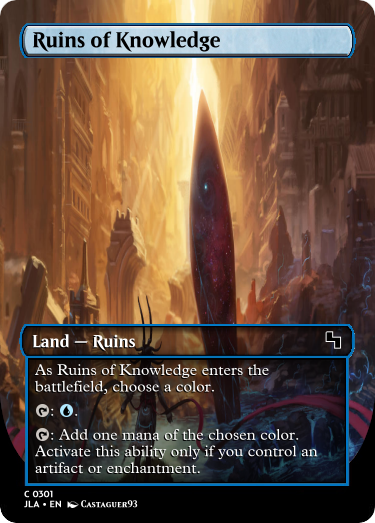 Ruins of Knowledge
Land — Ruins
As Ruins of Knowledge enters the
battlefield, choose a color.
: .
: Add one mana of the chosen color.
Activate this ability only if you control an
artifact or enchantment.
C 0301
JLA • EN Castaguer93